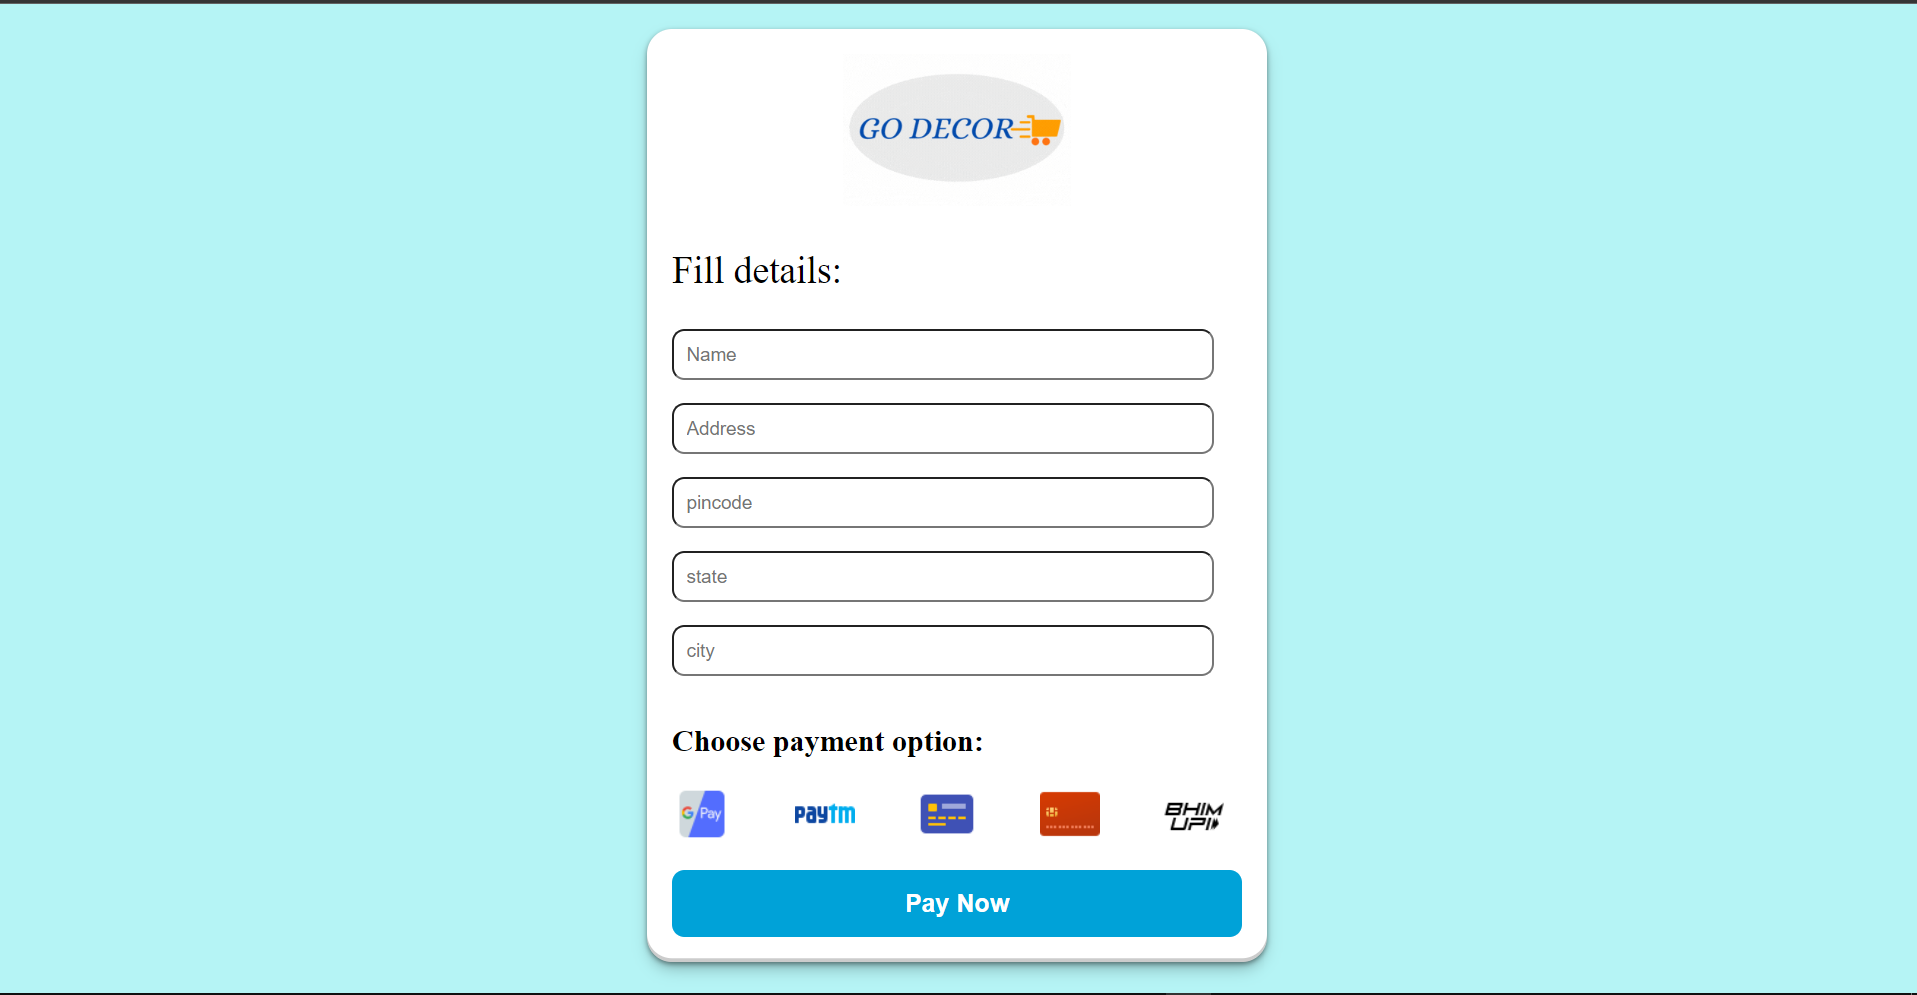 GO DECOR
Fill details:
Name
Address
pincode
state
city
Choose payment option:
G Pay
paytm
BHIM
UPI
Pay Now